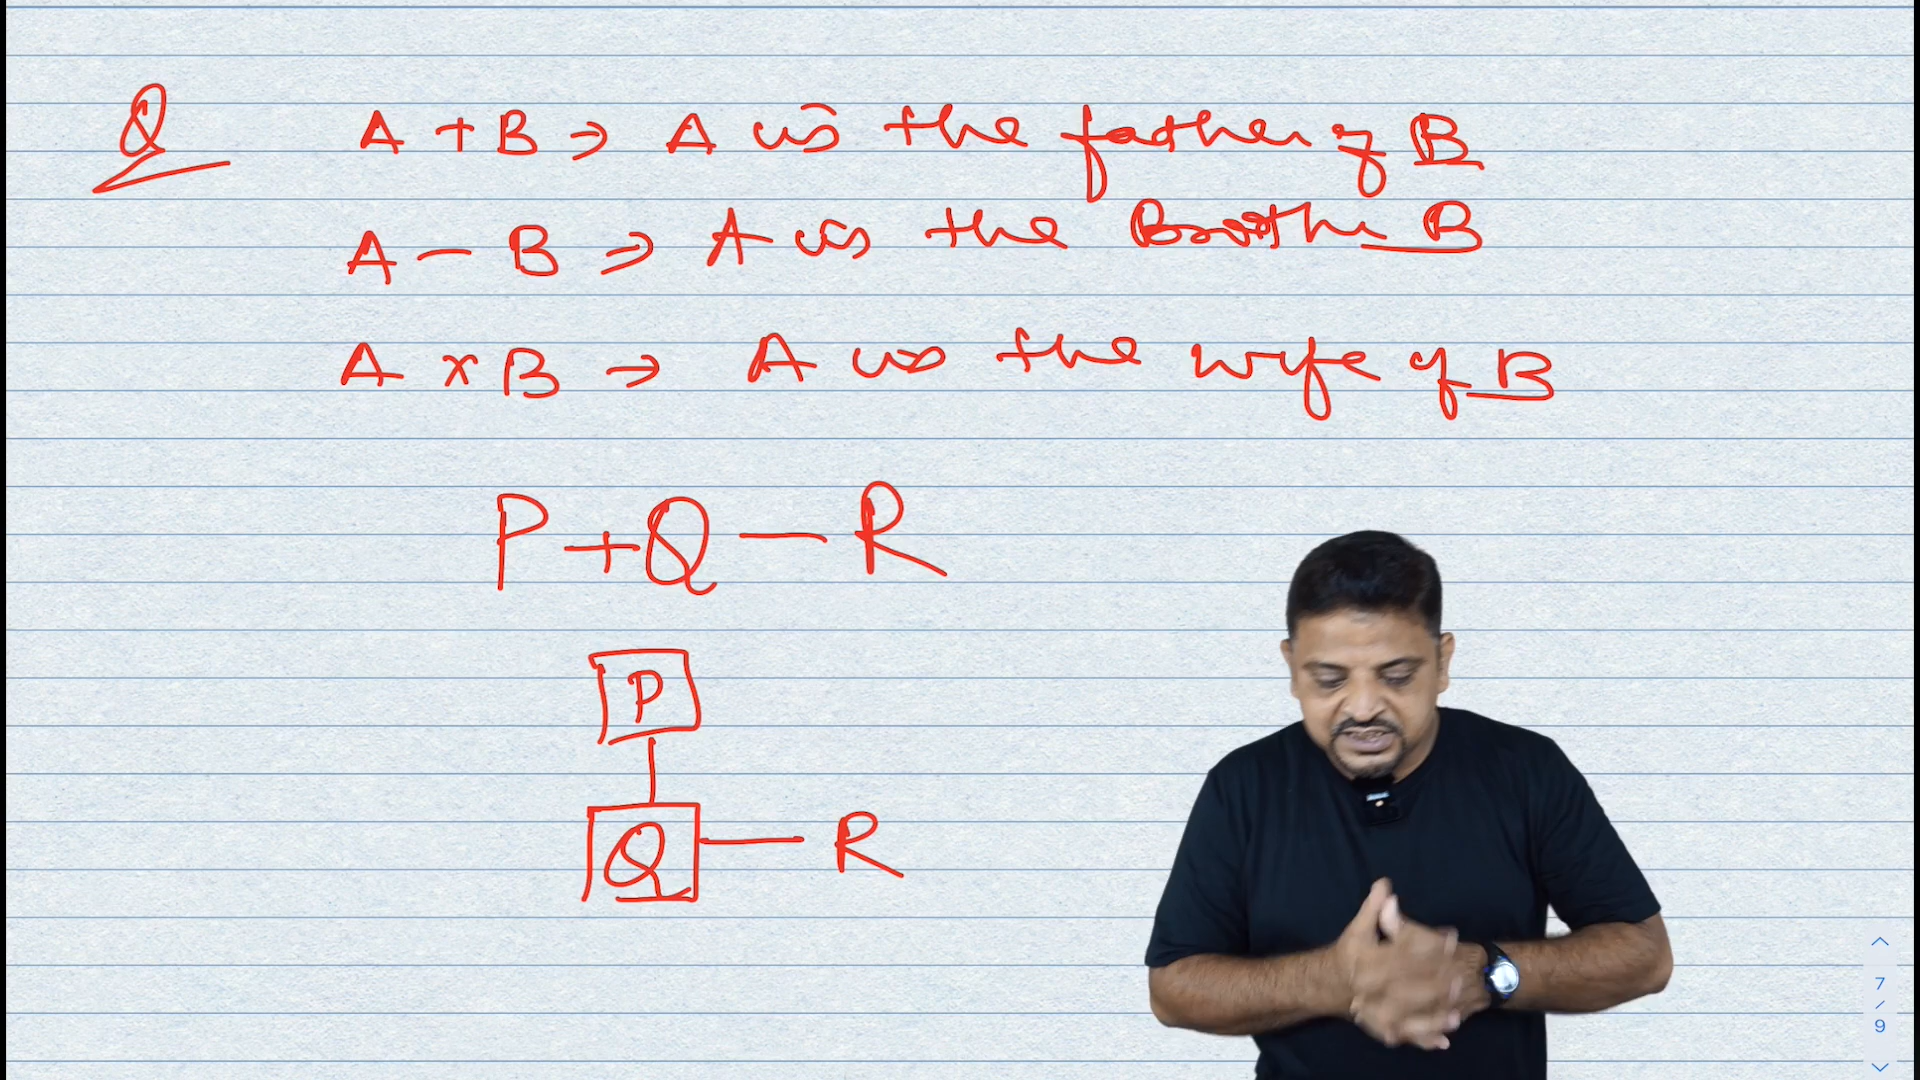 Q A + B ⇒ A is the father of B
A − B ⇒ A is the Brother B
A × B → A is the wife of B
P + Q — R
P
Q — R
7
/
9